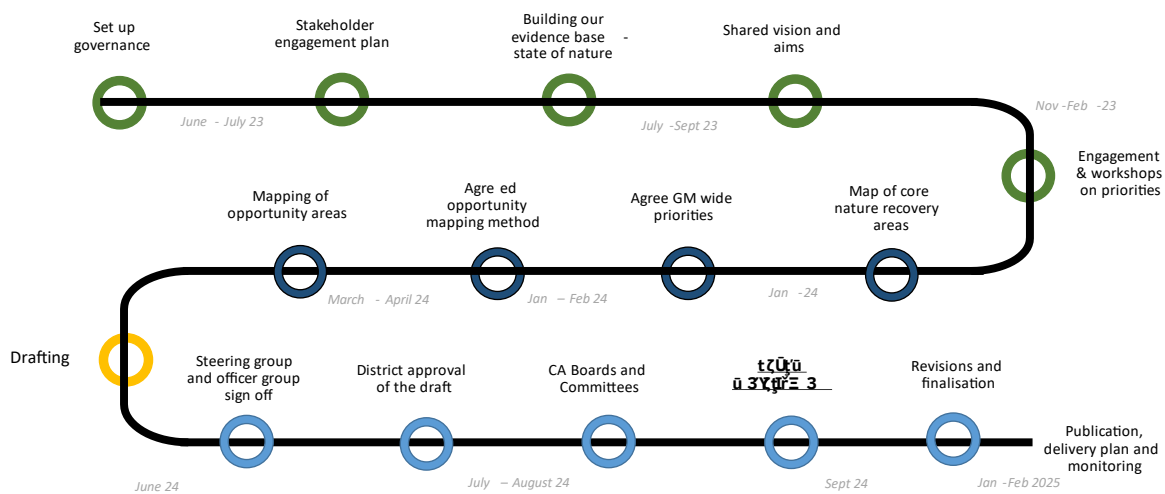 Set up
governance
Stakeholder
engagement plan
Building our
evidence base -
state of nature
Shared vision and
aims
June - July 23
July -Sept 23
Nov -Feb -23
Engagement
& workshops
on priorities
Map of core
nature recovery
areas
Agree GM wide
priorities
Agre ed
opportunity
mapping method
Mapping of
opportunity areas
Jan -24
Jan – Feb 24
March - April 24
Drafting
Steering group
and officer group
sign off
District approval
of the draft
CA Boards and
Committees
Revisions and
finalisation
Publication,
delivery plan and
monitoring
June 24
July – August 24
Sept 24
Jan -Feb 2025